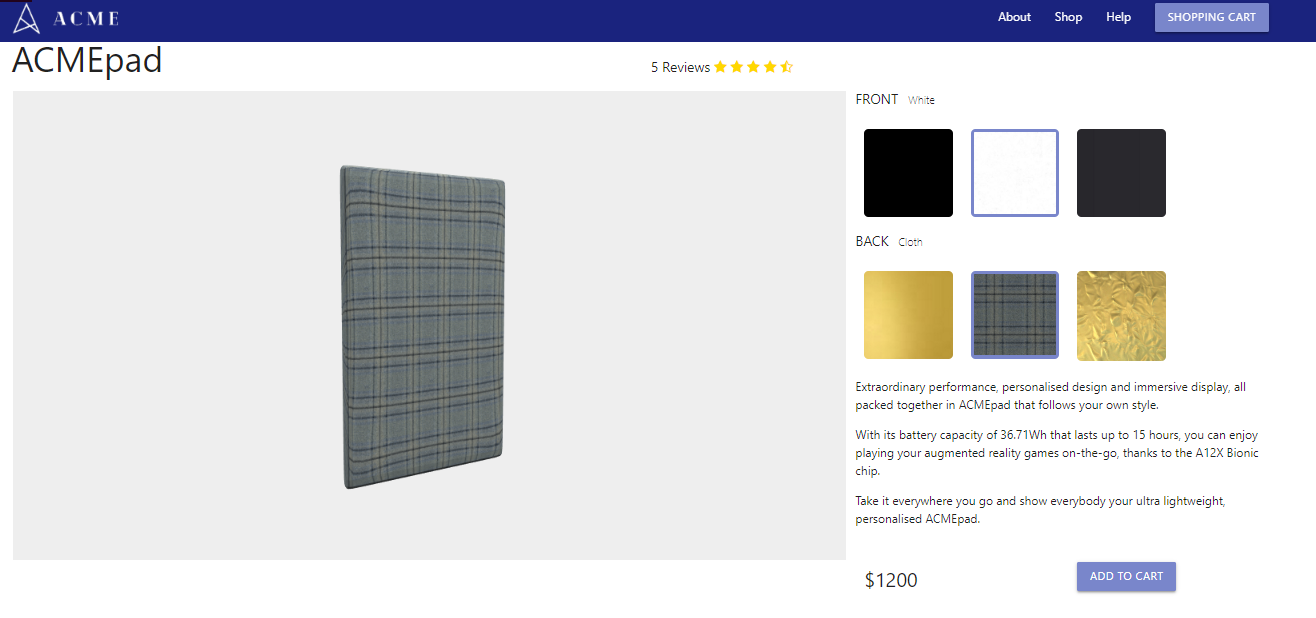 ACME
About Shop Help SHOPPING CART
ACMEpad
5 Reviews
FRONT White
BACK Cloth
Extraordinary performance, personalised design and immersive display, all
packed together in ACMEpad that follows your own style.
With its battery capacity of 36.71Wh that lasts up to 15 hours, you can enjoy
playing your augmented reality games on-the-go, thanks to the A12X Bionic
chip.
Take it everywhere you go and show everybody your ultra lightweight,
personalised ACMEpad.
$1200
ADD TO CART